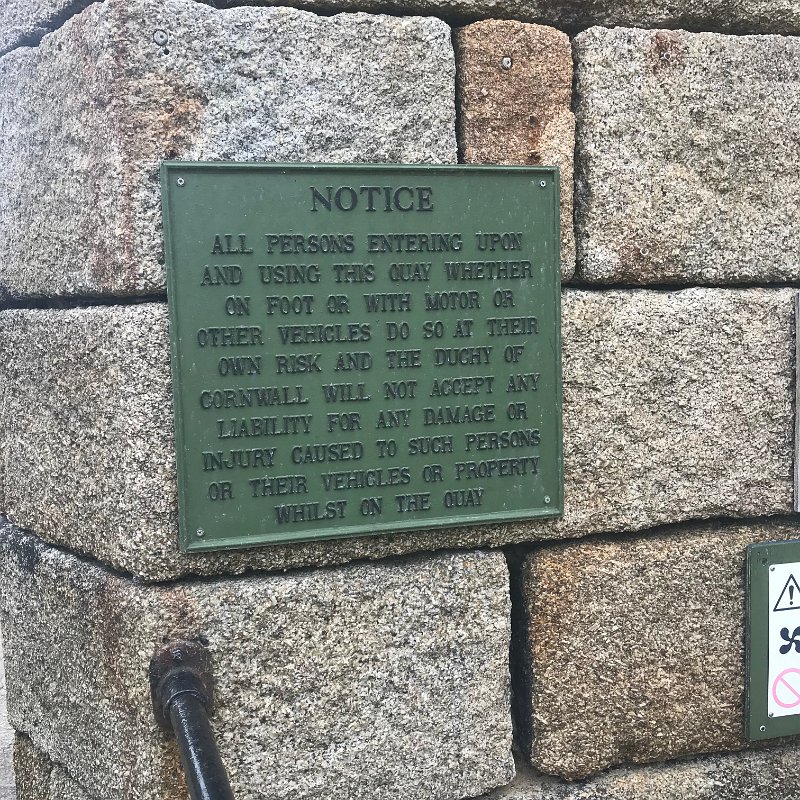 NOTICE
ALL PERSONS ENTERING UPON
AND USING THIS QUAY WHETHER
ON FOOT OR WITH MOTOR OR
OTHER VEHICLES DO SO AT THEIR
OWN RISK AND THE DUCHY OF
CORNWALL WILL NOT ACCEPT ANY
LIABILITY FOR ANY DAMAGE OR
INJURY CAUSED TO SUCH PERSONS
OR THEIR VEHICLES OR PROPERTY
WHILST ON THE QUAY